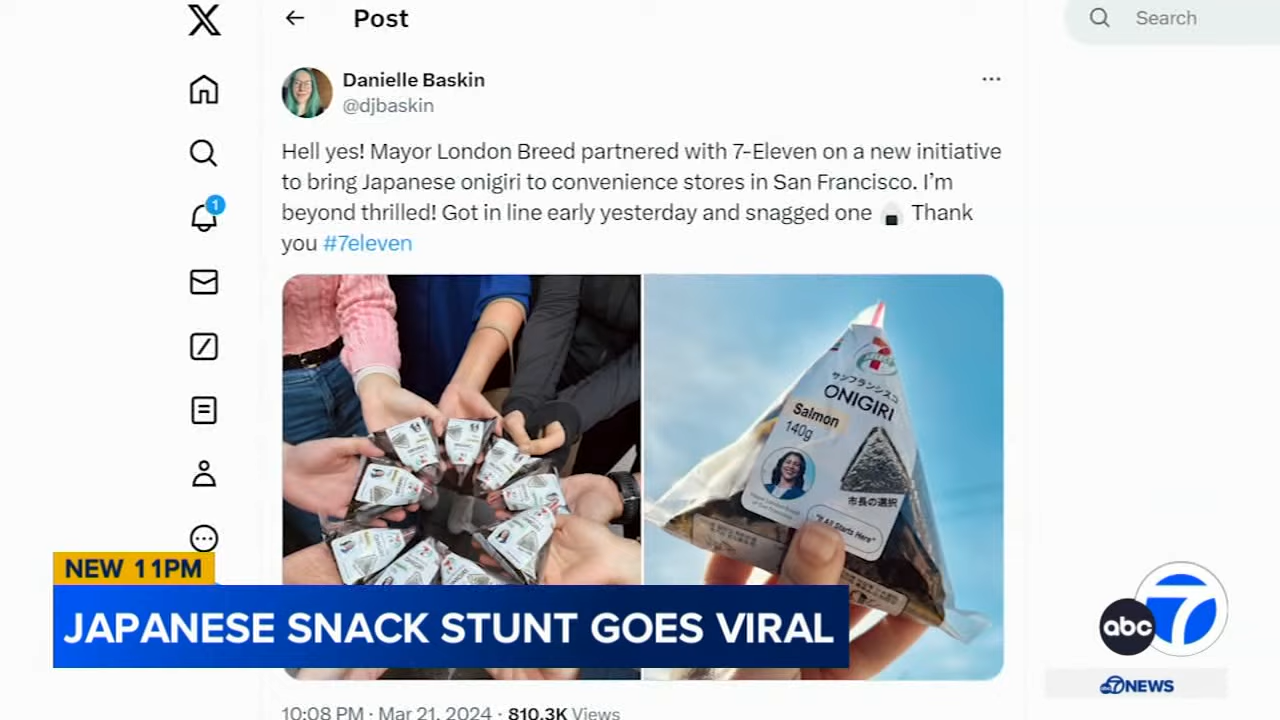 Post
Search
Danielle Baskin
@djbaskin
Hell yes! Mayor London Breed partnered with 7-Eleven on a new initiative
to bring Japanese onigiri to convenience stores in San Francisco. I'm
beyond thrilled! Got in line early yesterday and snagged one 🍙 Thank
you #7eleven
1
サンフランシスコ
ONIGIRI
Salmon
140g
市長の選択
"It All Starts Here"
NEW 11PM
JAPANESE SNACK STUNT GOES VIRAL
abc 7
7 NEWS
10:08 PM · Mar 21, 2024 · 810.3K Views